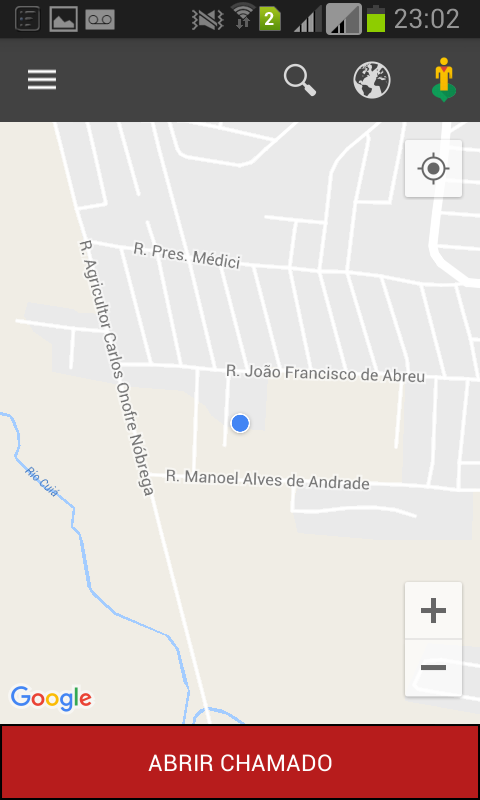 2
23:02
R. Pres. Médici
R. Agricultor Carlos Onofre Nóbrega
R. João Francisco de Abreu
R. Manoel Alves de Andrade
Rio Cuiá
Google
ABRIR CHAMADO